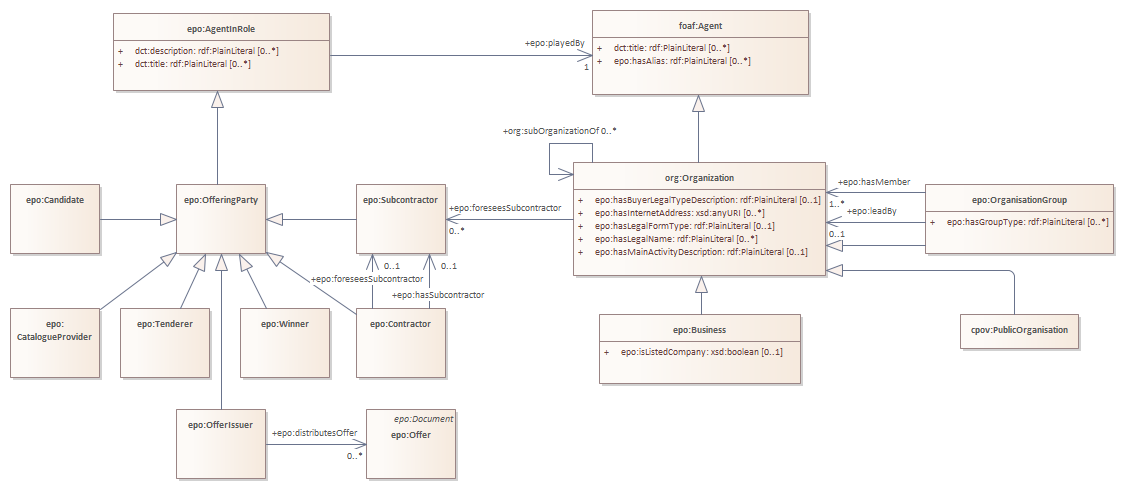 epo:AgentInRole
+ dct:description: rdf:PlainLiteral [0..*]
+ dct:title: rdf:PlainLiteral [0..*]
+epo:playedBy
1
foaf:Agent
+ dct:title: rdf:PlainLiteral [0..*]
+ epo:hasAlias: rdf:PlainLiteral [0..*]
+org:subOrganizationOf 0..*
epo:Candidate
epo:OfferingParty
epo:Subcontractor
+epo:foreseesSubcontractor
0..*
org:Organization
+ epo:hasBuyerLegalTypeDescription: rdf:PlainLiteral [0..1]
+ epo:hasInternetAddress: xsd:anyURI [0..*]
+ epo:hasLegalFormType: rdf:PlainLiteral [0..1]
+ epo:hasLegalName: rdf:PlainLiteral [0..*]
+ epo:hasMainActivityDescription: rdf:PlainLiteral [0..1]
+epo:hasMember
1..*
+epo:leadBy
0..1
epo:OrganisationGroup
+ epo:hasGroupType: rdf:PlainLiteral [0..*]
0..1
0..1
+epo:foreseesSubcontractor
+epo:hasSubcontractor
epo:
CatalogueProvider
epo:Tenderer
epo:Winner
epo:Contractor
epo:Business
+ epo:isListedCompany: xsd:boolean [0..1]
cpov:PublicOrganisation
epo:OfferIssuer
+epo:distributesOffer
0..*
epo:Document
epo:Offer